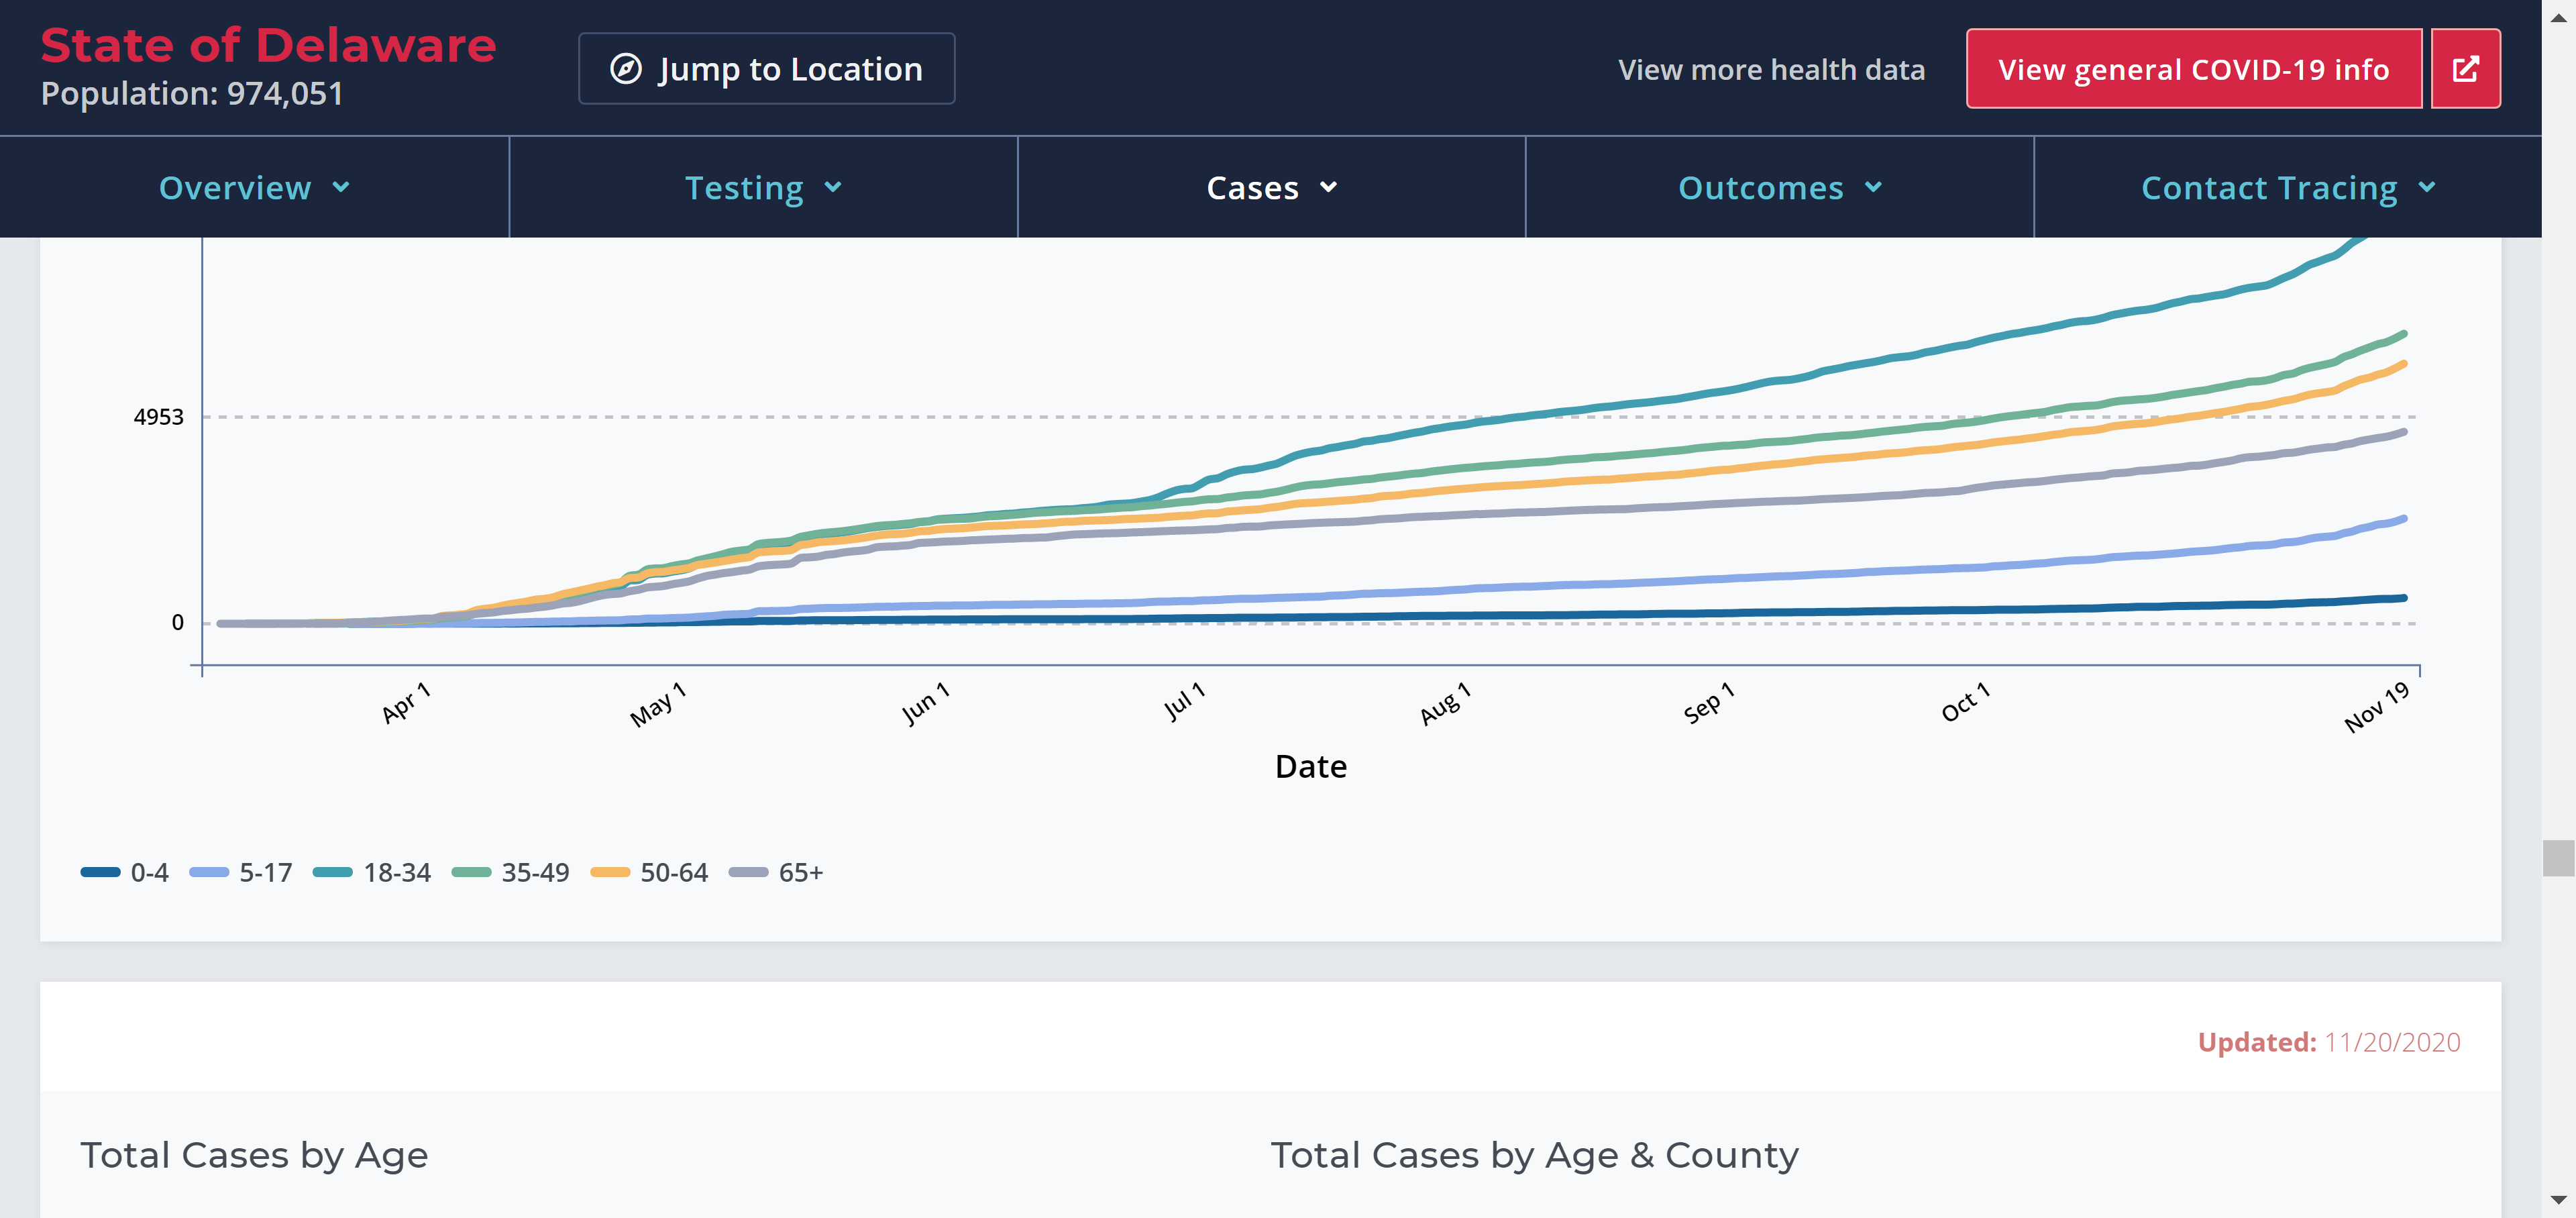 State of Delaware
Population: 974,051
Jump to Location
View more health data
View general COVID-19 info
Overview
Testing
Cases
Outcomes
Contact Tracing
4953
0
Apr 1
May 1
Jun 1
Jul 1
Aug 1
Sep 1
Oct 1
Nov 19
Date
0-4
5-17
18-34
35-49
50-64
65+
Updated: 11/20/2020
Total Cases by Age
Total Cases by Age & County